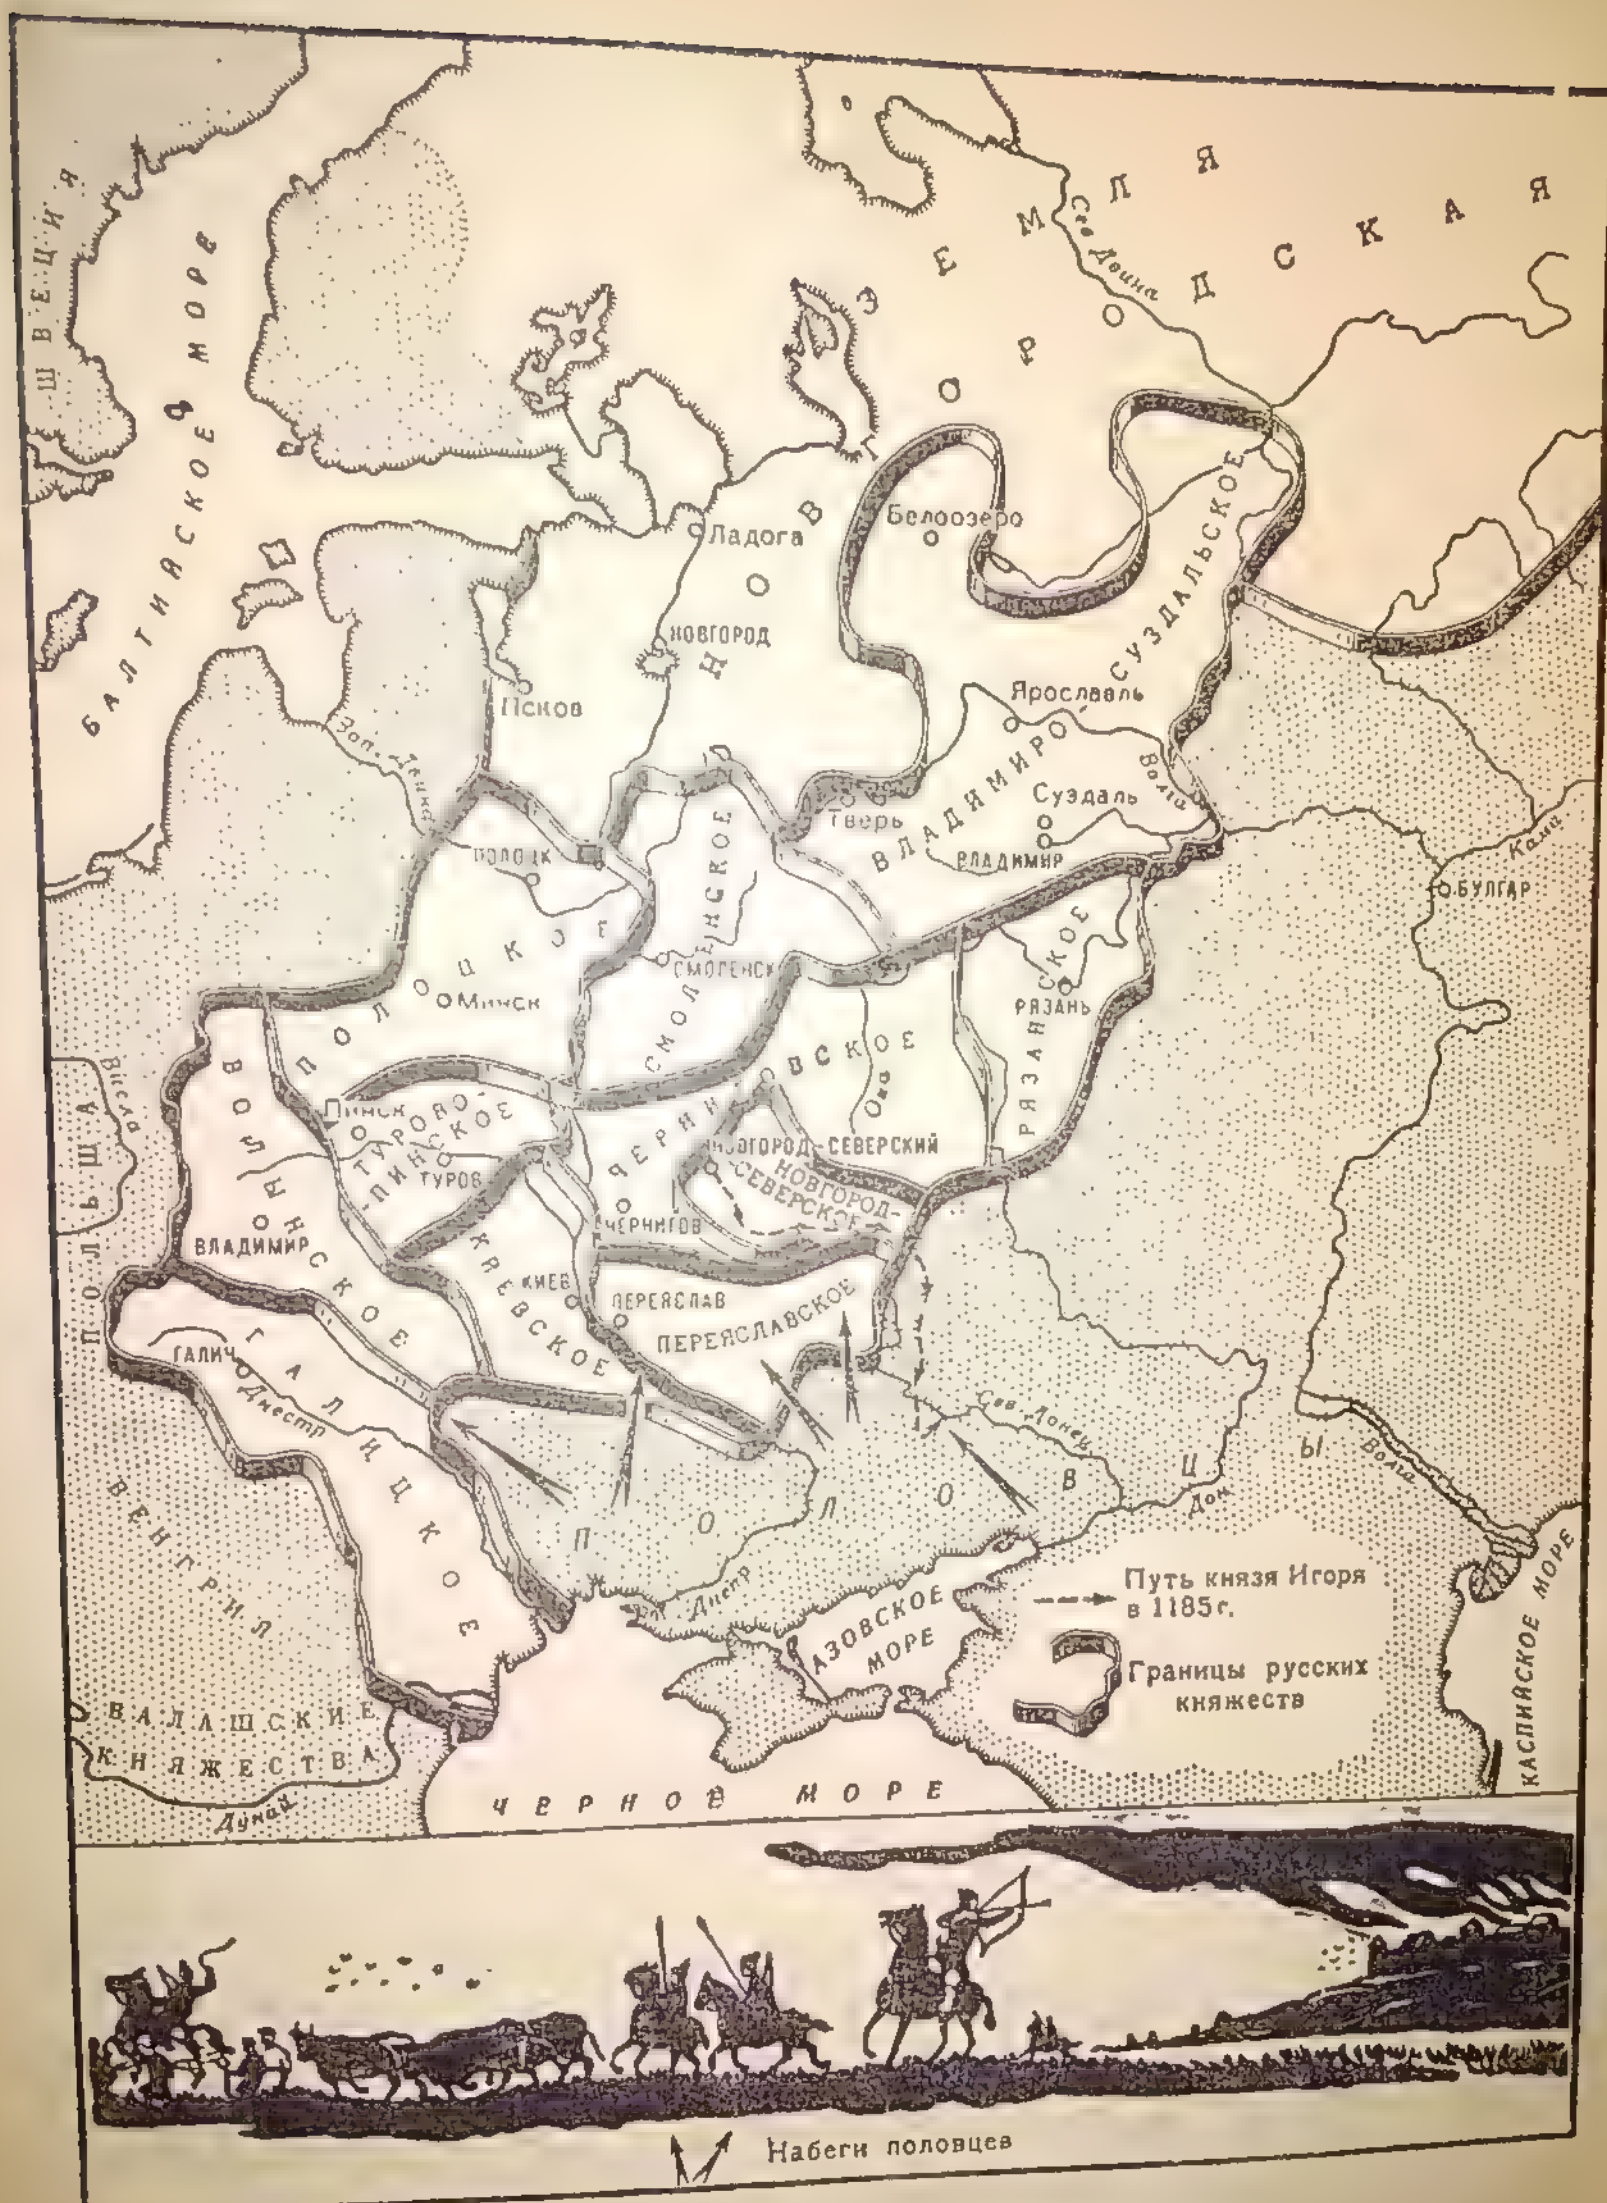 ШВЕЦИЯ
БАЛТИЙСКОЕ МОРЕ
НОВГОРОДСКАЯ
ЗЕМЛЯ
Сев Двина
Белоозеро
Ладога
НОВГОРОД
Псков
Зап. Двина
Ярославль
ВЛАДИМИРО-
СУЗДАЛЬСКОЕ
Волга
Суздаль
Тверь
ВЛАДИМИР
Кама
БУЛГАР
ПОЛОЦК
ПОЛОЦКОЕ
Минск
СМОЛЕНСК
СМОЛЕНСКОЕ
РЯЗАНСКОЕ
РЯЗАНЬ
Висла
ПОЛЬША
ВОЛЫНСКОЕ
Пинск
ТУРОВО-
-ПИНСКОЕ
ТУРОВ
ЧЕРНИГОВСКОЕ
Ока
НОВГОРОД-СЕВЕРСКИЙ
НОВГОРОД-
-СЕВЕРСКОЕ
ЧЕРНИГОВ
ВЛАДИМИР
КИЕВ
КИЕВСКОЕ
ПЕРЕЯСЛАВ
ПЕРЕЯСЛАВСКОЕ
ГАЛИЧ
ГАЛИЦКОЕ
Днестр
Сев. Донец
ПОЛОВЦЫ
Дон
Волга
ВЕНГРИЯ
Днепр
АЗОВСКОЕ
МОРЕ
Путь князя Игоря
в 1185г.
Границы русских
княжеств
КАСПИЙСКОЕ МОРЕ
ВАЛАШСКИЕ
КНЯЖЕСТВА
Дунай
ЧЕРНОЕ МОРЕ
Набеги половцев